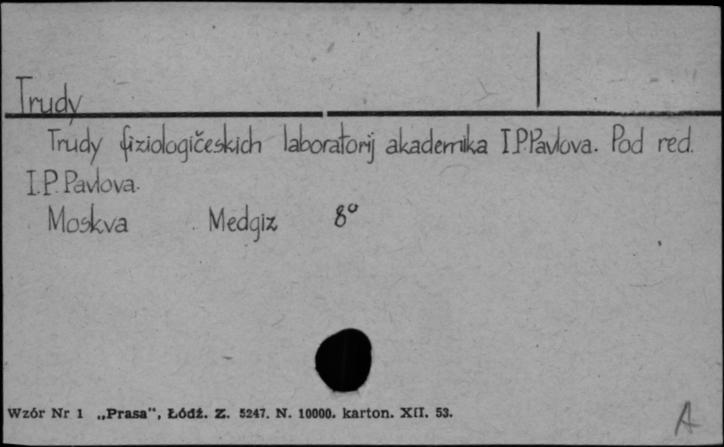 Trudy
Trudy fiziologičeskich laboratorij akademika I.P.Pavlova. Pod red.
I.P. Pavlova.
Moskva Medgiz 8°
Wzór Nr 1 „Prasa", Łódź. Z. 5247. N. 10000. karton. XII. 53.
A